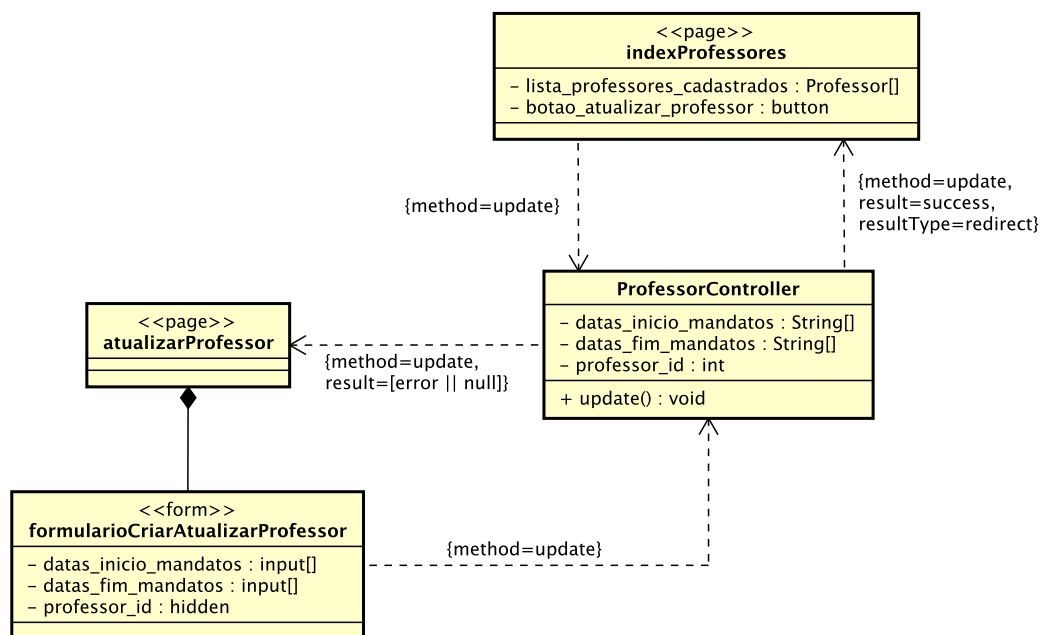 <<page>>
indexProfessores
- lista_professores_cadastrados : Professor[]
- botao_atualizar_professor : button
{method=update}
{method=update,
result=success,
resultType=redirect}
ProfessorController
- datas_inicio_mandatos : String[]
- datas_fim_mandatos : String[]
- professor_id : int
+ update() : void
<<page>>
atualizarProfessor
{method=update,
result=[error || null]}
<<form>>
formularioCriarAtualizarProfessor
- datas_inicio_mandatos : input[]
- datas_fim_mandatos : input[]
- professor_id : hidden
{method=update}